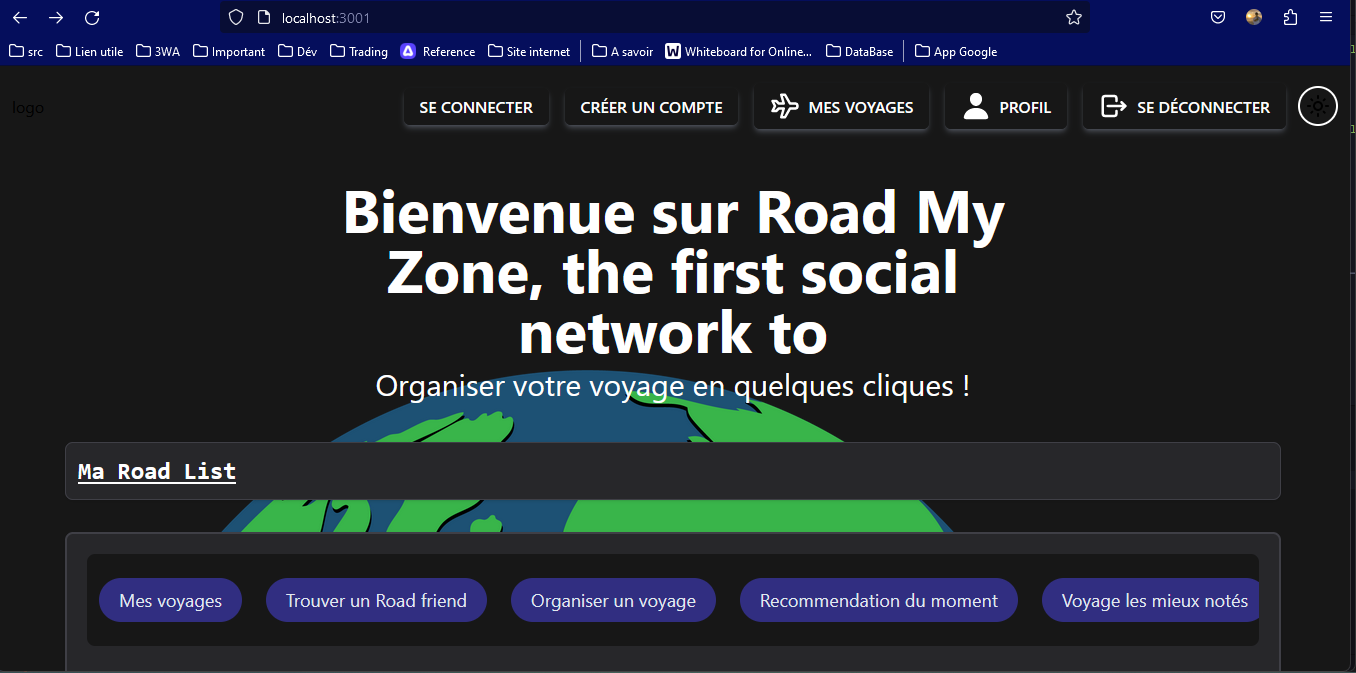 localhost:3001
src Lien utile 3WA Important Dév Trading Reference Site internet A savoir Whiteboard for Online... DataBase App Google
logo SE CONNECTER CRÉER UN COMPTE MES VOYAGES PROFIL SE DÉCONNECTER
Bienvenue sur Road My
Zone, the first social
network to
Organiser votre voyage en quelques cliques !
Ma Road List
Mes voyages Trouver un Road friend Organiser un voyage Recommendation du moment Voyage les mieux notés